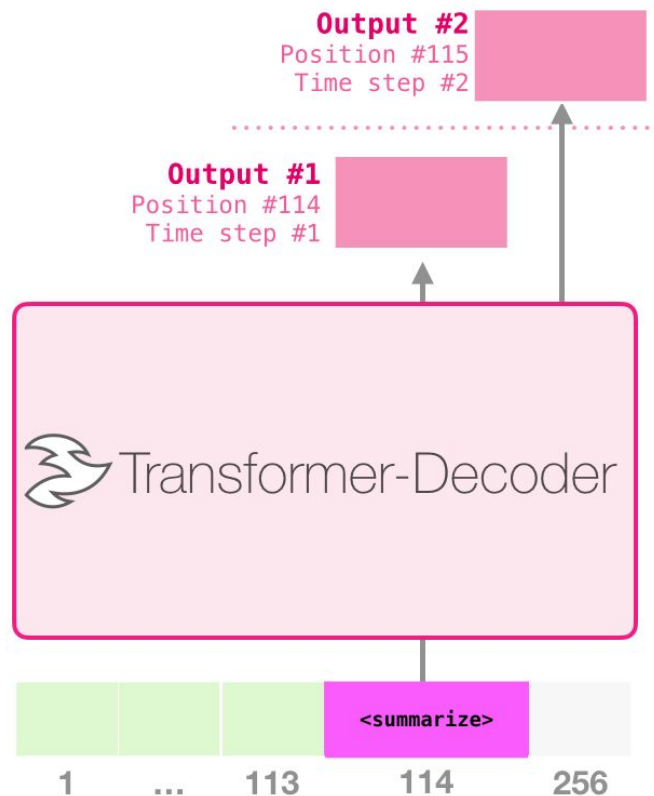 Output #2
Position #115
Time step #2
Output #1
Position #114
Time step #1
Transformer-Decoder
<summarize>
1 ... 113 114 256